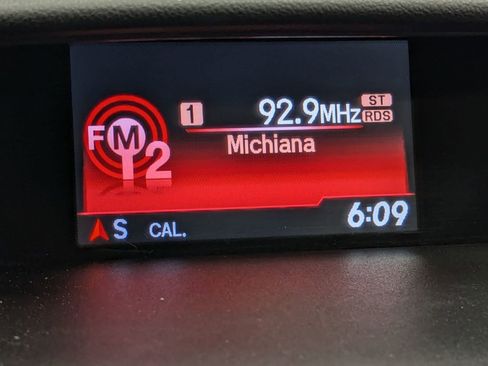 1 92.9MHz ST
RDS
FM
2
Michiana
S CAL. 6:09